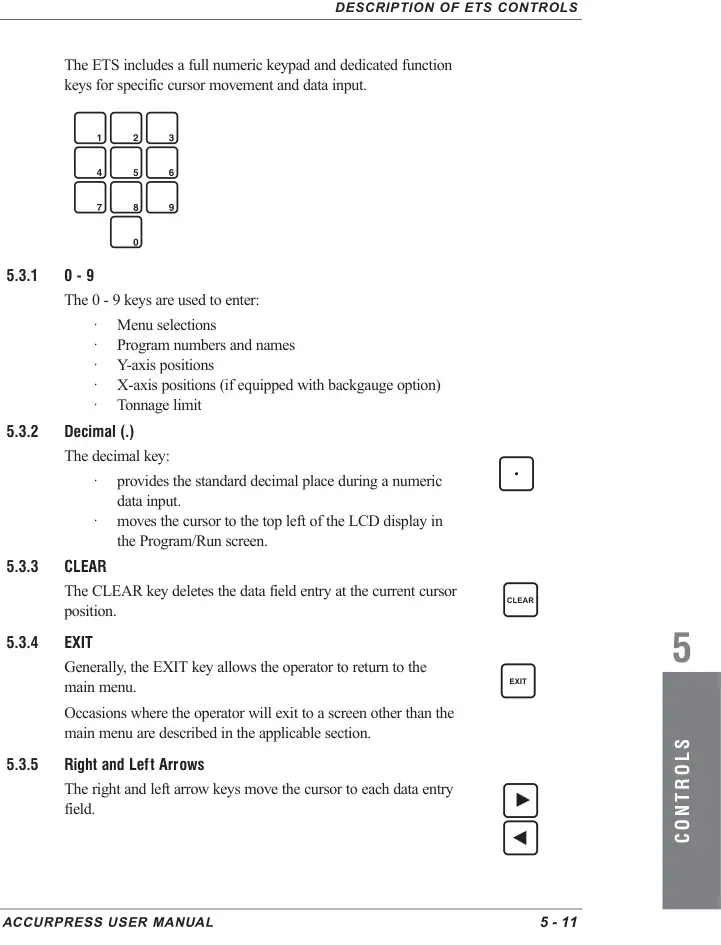 DESCRIPTION OF ETS CONTROLS
The ETS includes a full numeric keypad and dedicated function
keys for specific cursor movement and data input.
1 2 3
4 5 6
7 8 9
0
5.3.1 0 - 9
The 0 - 9 keys are used to enter:
· Menu selections
· Program numbers and names
· Y-axis positions
· X-axis positions (if equipped with backgauge option)
· Tonnage limit
5.3.2 Decimal (.)
The decimal key:
· provides the standard decimal place during a numeric
data input.
· moves the cursor to the top left of the LCD display in
the Program/Run screen.
.
5.3.3 CLEAR
The CLEAR key deletes the data field entry at the current cursor
position.
CLEAR
5.3.4 EXIT
Generally, the EXIT key allows the operator to return to the
main menu.
EXIT
Occasions where the operator will exit to a screen other than the
main menu are described in the applicable section.
5.3.5 Right and Left Arrows
The right and left arrow keys move the cursor to each data entry
field.
5
CONTROLS
ACCURPRESS USER MANUAL 5 - 11